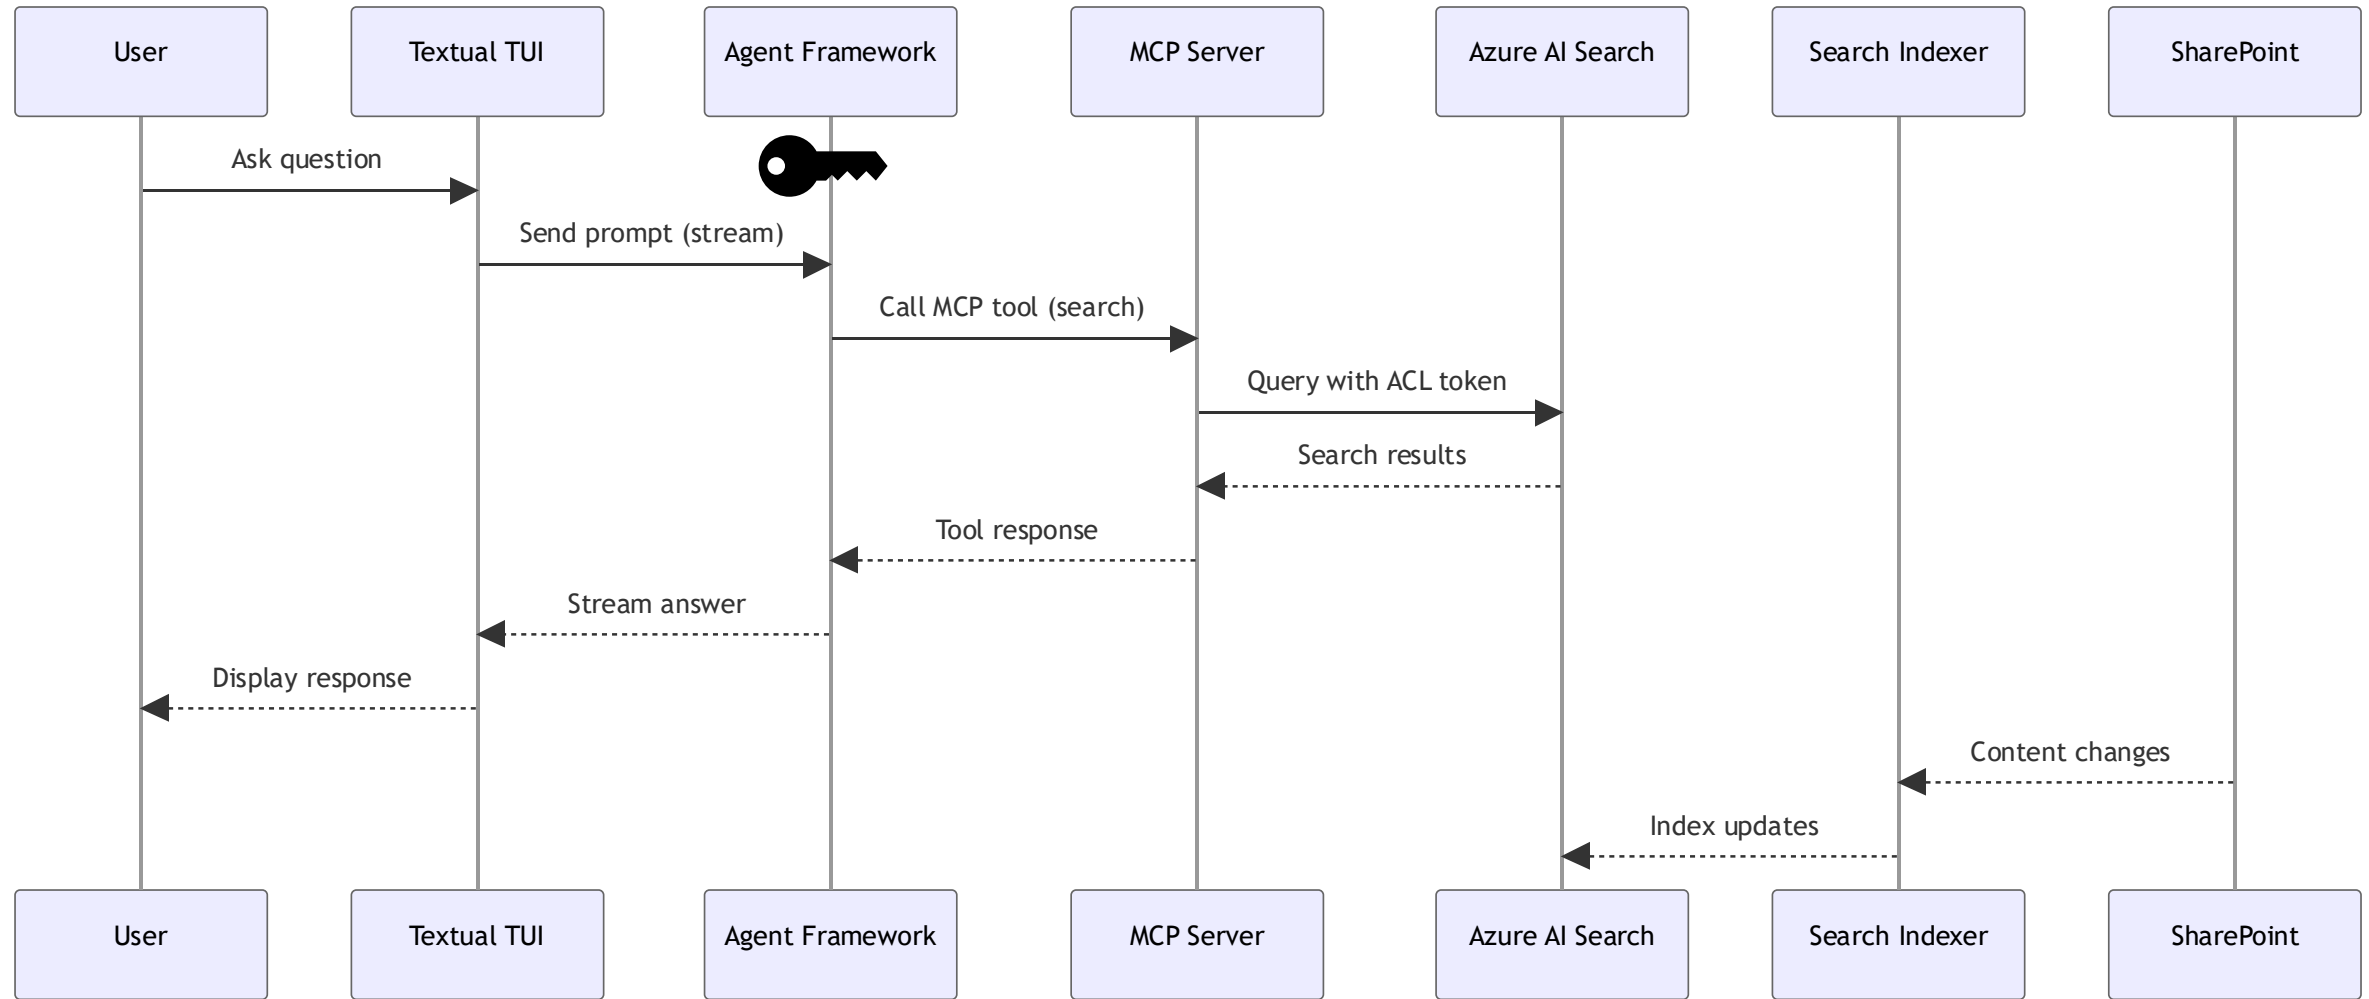 User
Textual TUI
Agent Framework
MCP Server
Azure AI Search
Search Indexer
SharePoint
Ask question
Send prompt (stream)
Call MCP tool (search)
Query with ACL token
Search results
Tool response
Stream answer
Display response
Content changes
Index updates
User
Textual TUI
Agent Framework
MCP Server
Azure AI Search
Search Indexer
SharePoint